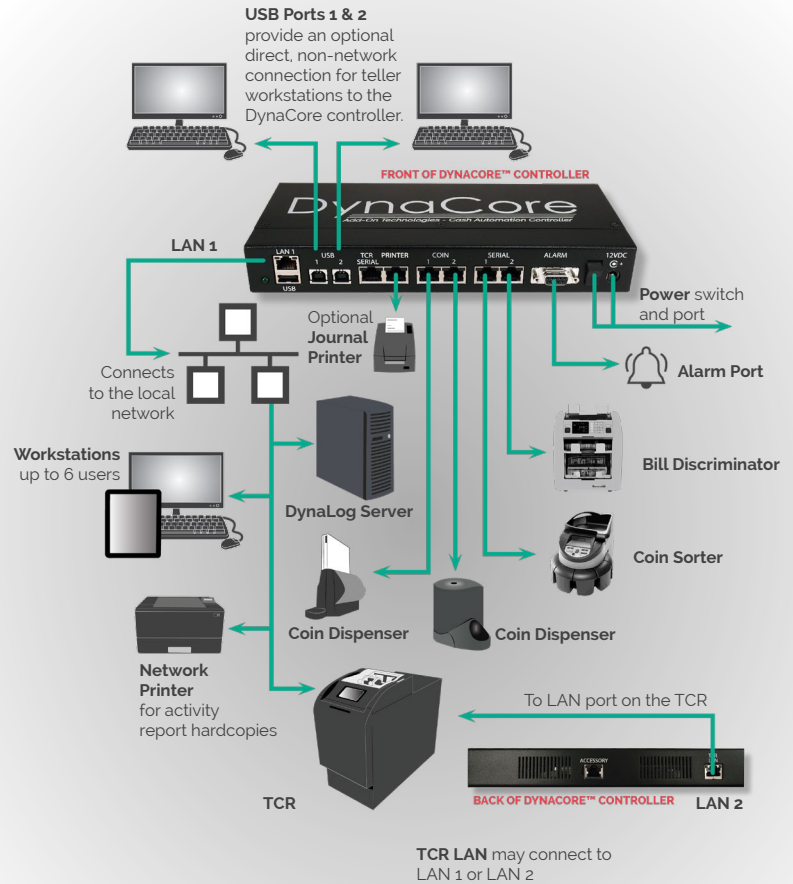 USB Ports 1 & 2
provide an optional
direct, non-network
connection for teller
workstations to the
DynaCore controller.
FRONT OF DYNACORE™ CONTROLLER
DynaCore
Add-On Technologies - Cash Automation Controller
LAN 1
LAN 1
USB
USB
1 2
TCR
SERIAL
PRINTER
COIN
1 2
SERIAL
1 2
ALARM
12VDC
Power switch
and port
Optional
Journal
Printer
Alarm Port
Connects
to the local
network
Workstations
up to 6 users
Bill Discriminator
DynaLog Server
Coin Sorter
Coin Dispenser
Coin Dispenser
Network
Printer
for activity
report hardcopies
To LAN port on the TCR
ACCESSORY
TCR
BACK OF DYNACORE™ CONTROLLER
LAN 2
TCR LAN may connect to
LAN 1 or LAN 2